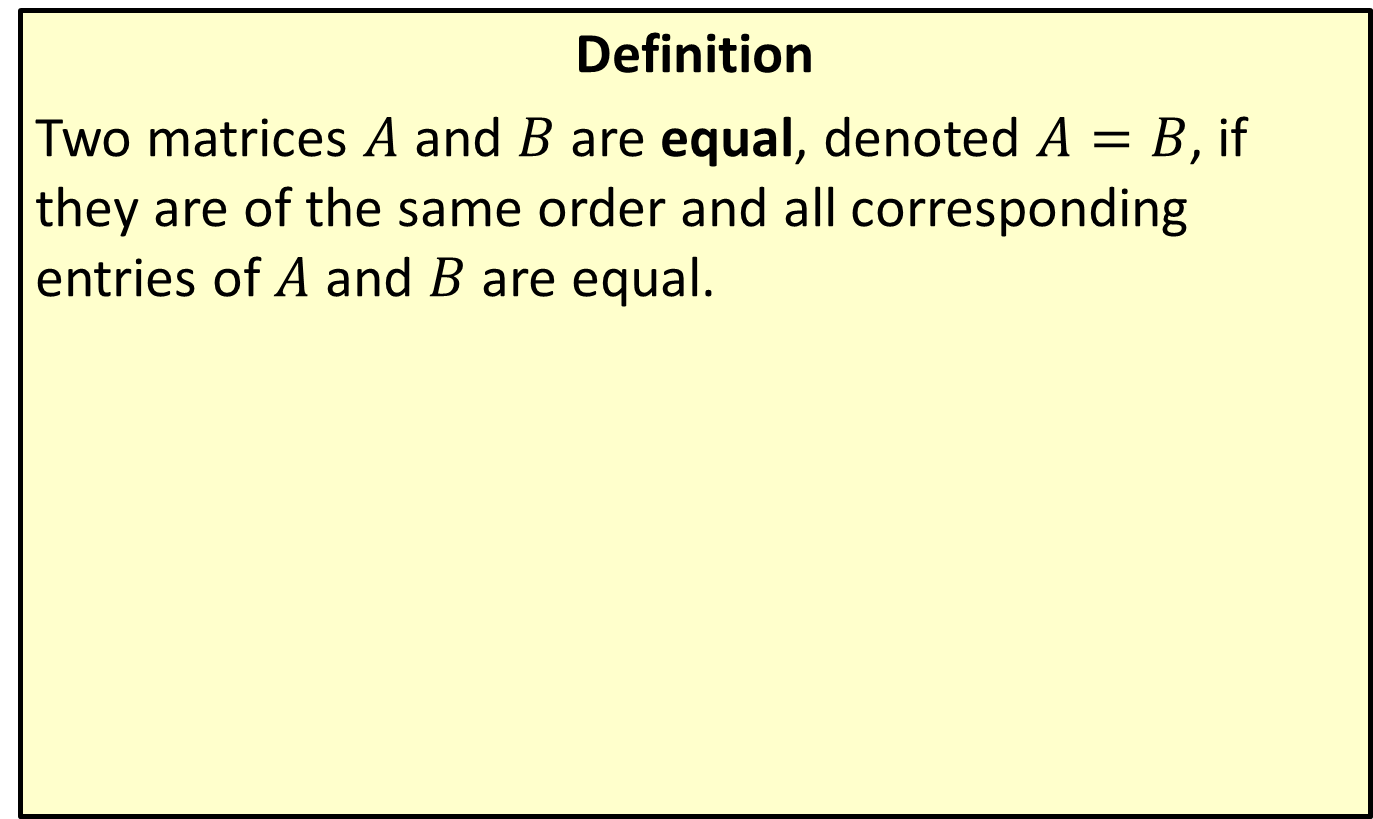 Definition
Two matrices A and B are equal, denoted A = B, if
they are of the same order and all corresponding
entries of A and B are equal.